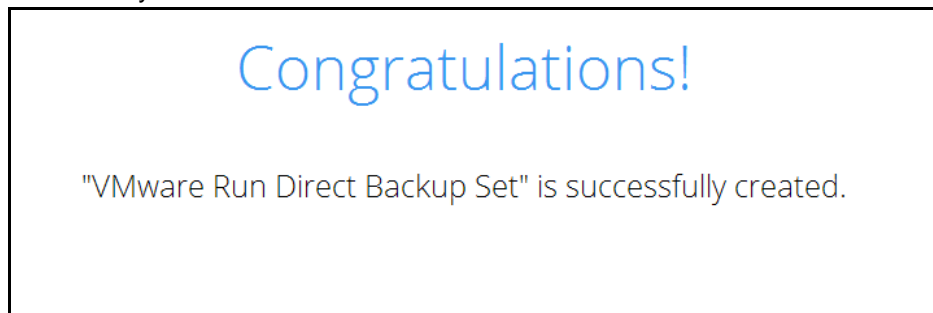 Congratulations!
"VMware Run Direct Backup Set" is successfully created.